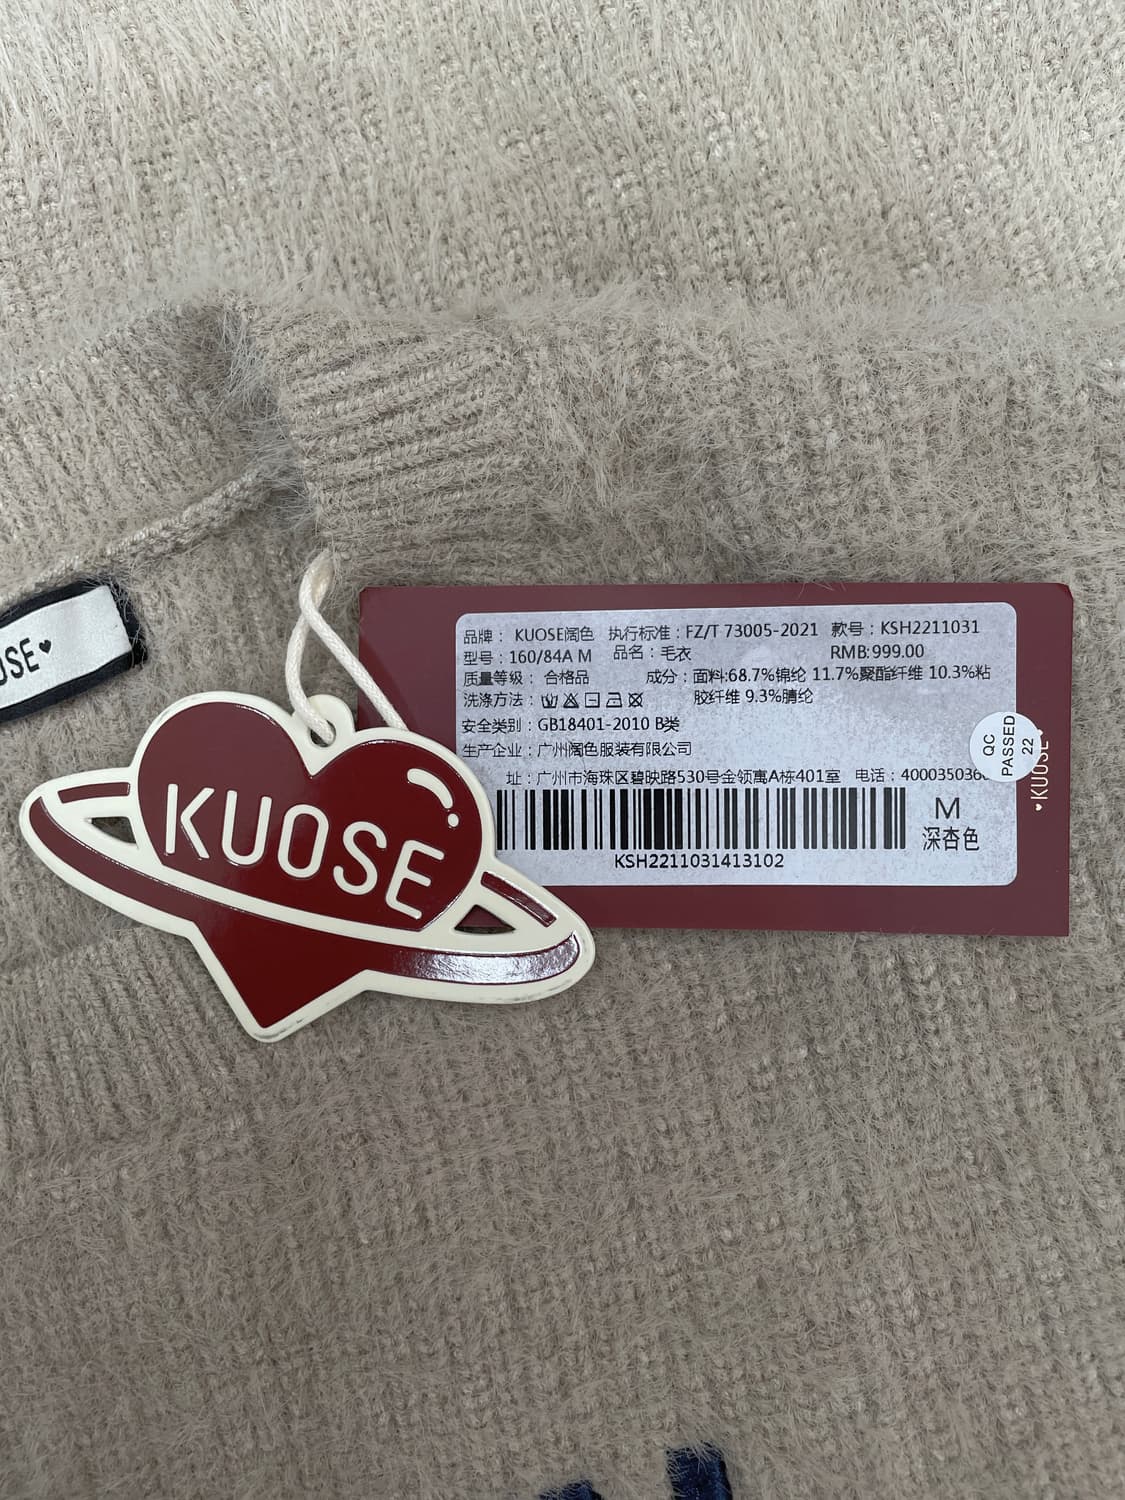 品牌： KUOSE阔色 执行标准：FZ/T 73005-2021 款号：KSH2211031
型号：160/84A M 品名：毛衣 RMB:999.00
质量等级： 合格品 成分：面料:68.7%锦纶 11.7%聚酯纤维 10.3%粘
洗涤方法： 胶纤维 9.3%腈纶
安全类别：GB18401-2010 B类
生产企业：广州阔色服装有限公司
址：广州市海珠区碧映路530号金领寓A栋401室 电话：400035036
QC
PASSED
22
KUOSE
OSE
KUOSE
M
深杏色
KSH2211031413102